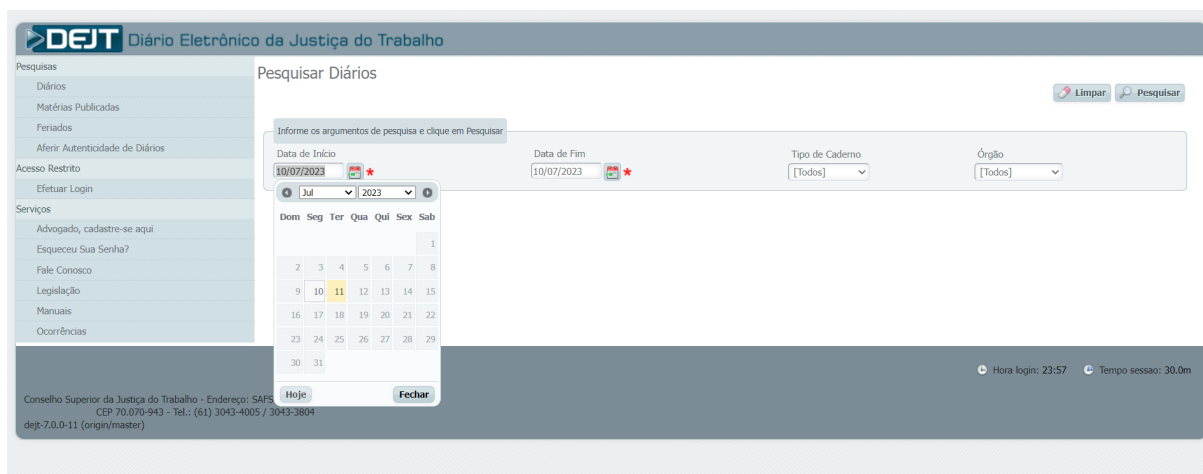 DEJT Diário Eletrônico da Justiça do Trabalho
Pesquisas
Diários
Matérias Publicadas
Feriados
Aferir Autenticidade de Diários
Acesso Restrito
Efetuar Login
Serviços
Advogado, cadastre-se aqui
Esqueceu Sua Senha?
Fale Conosco
Legislação
Manuais
Ocorrências
Pesquisar Diários
Limpar Pesquisar
Informe os argumentos de pesquisa e clique em Pesquisar
Data de Início Data de Fim Tipo de Caderno Órgão
10/07/2023 * 10/07/2023 * [Todos] [Todos]
Jul 2023
Dom Seg Ter Qua Qui Sex Sab
1
2 3 4 5 6 7 8
9 10 11 12 13 14 15
16 17 18 19 20 21 22
23 24 25 26 27 28 29
30 31
Hoje Fechar
Hora login: 23:57 Tempo sessao: 30.0m
Conselho Superior da Justiça do Trabalho - Endereço: SAFS
CEP 70.070-943 - Tel.: (61) 3043-4005 / 3043-3804
dejt-7.0.0-11 (origin/master)